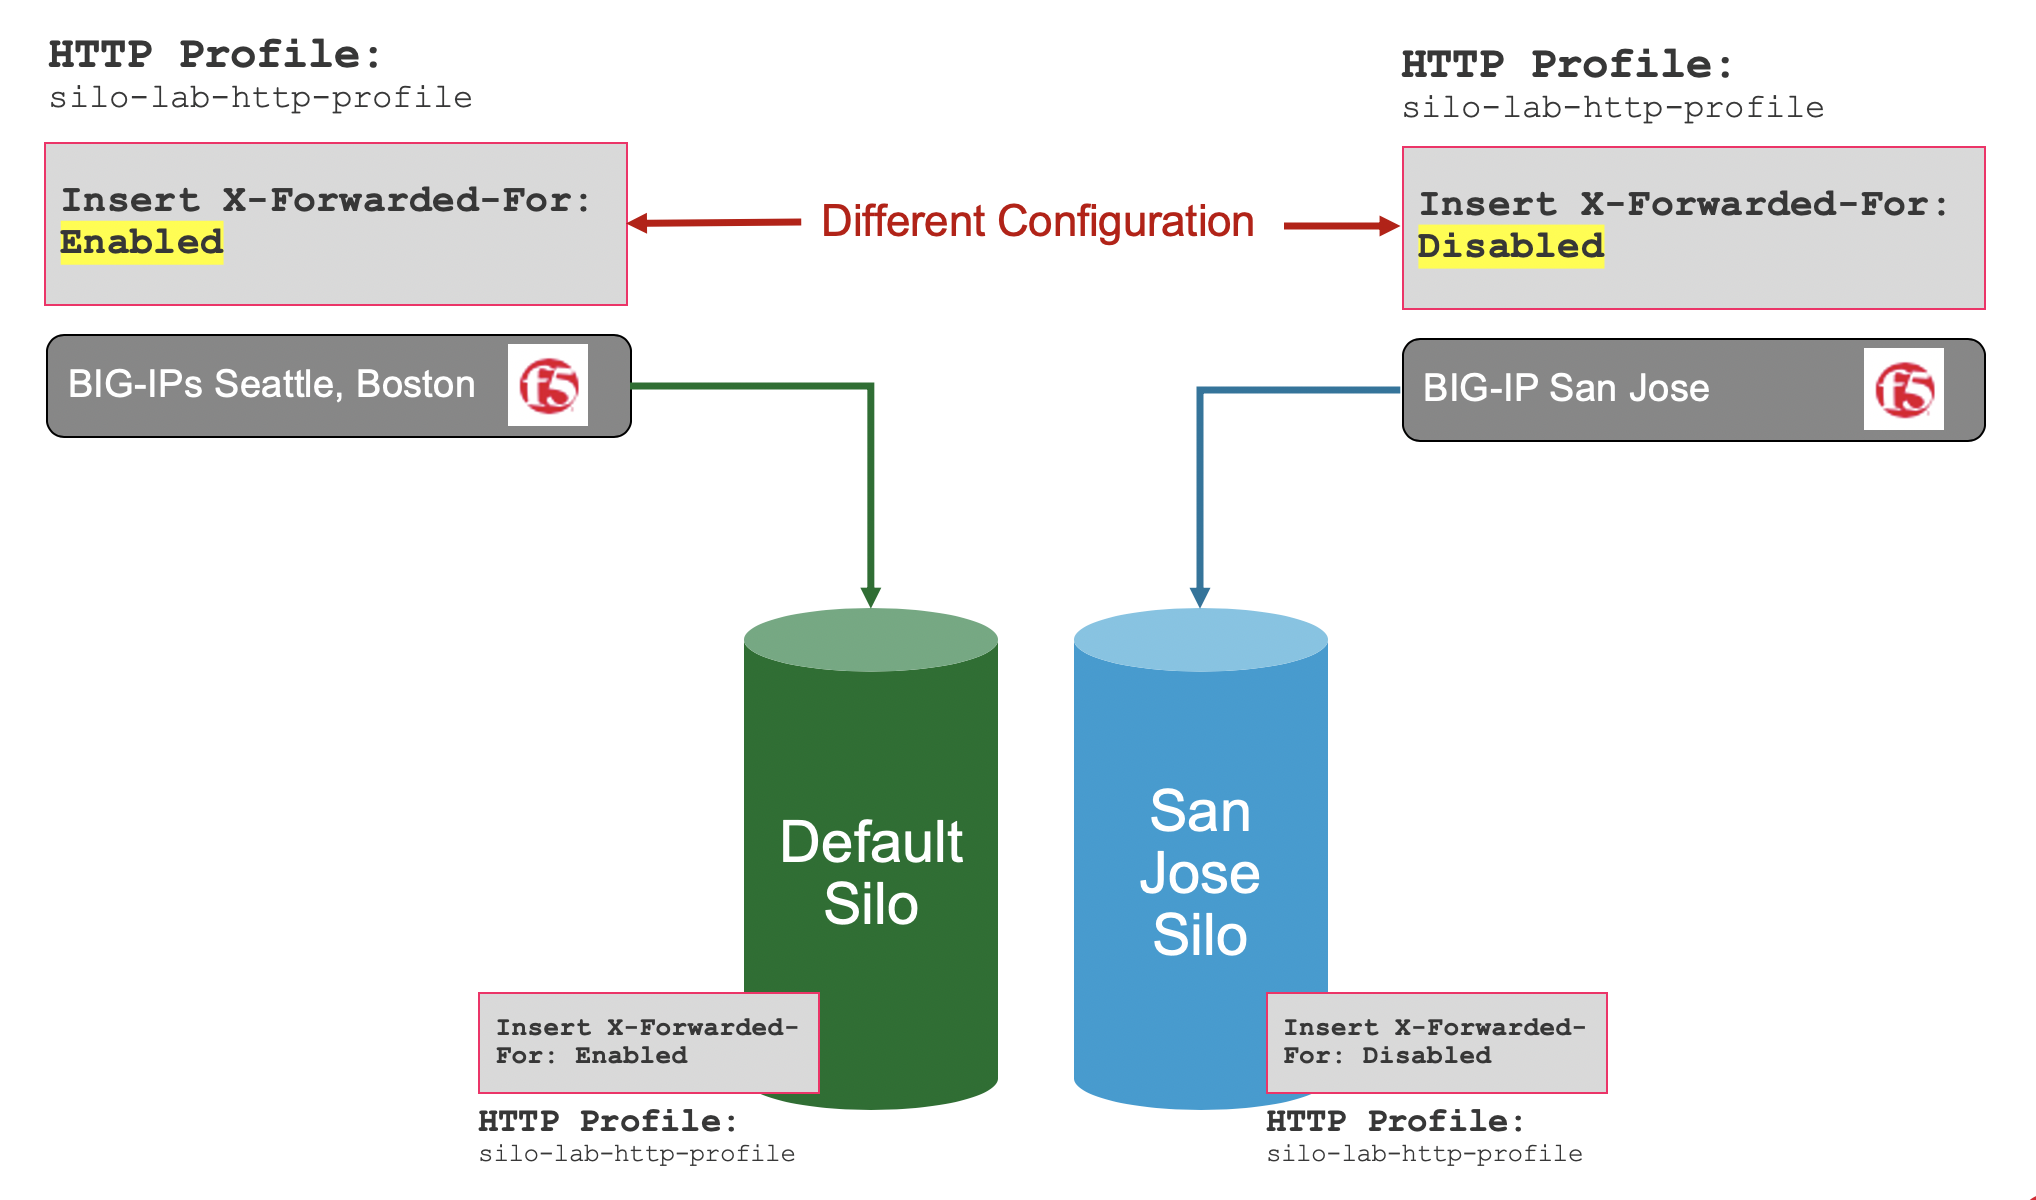 HTTP Profile:
silo-lab-http-profile
Insert X-Forwarded-For:
Enabled
BIG-IPs Seattle, Boston
f5
Different Configuration
HTTP Profile:
silo-lab-http-profile
Insert X-Forwarded-For:
Disabled
BIG-IP San Jose
f5
Default
Silo
San
Jose
Silo
Insert X-Forwarded-
For: Enabled
HTTP Profile:
silo-lab-http-profile
Insert X-Forwarded-
For: Disabled
HTTP Profile:
silo-lab-http-profile